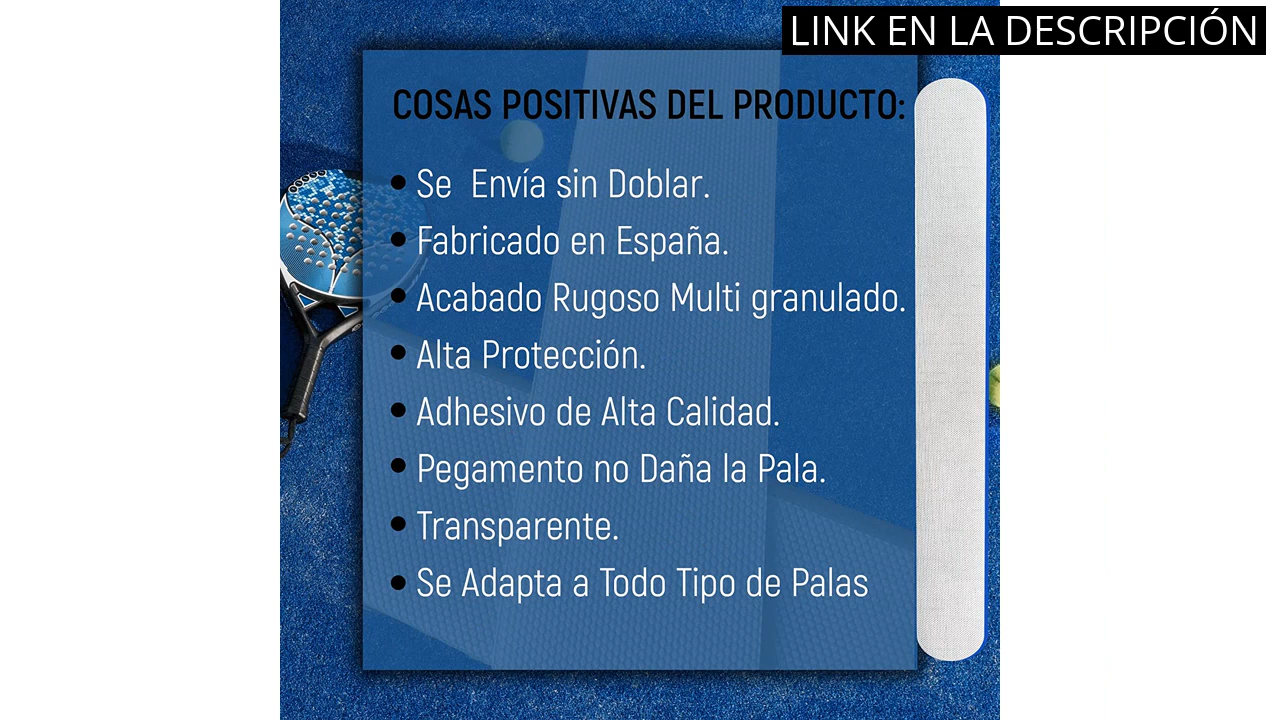 LINK EN LA DESCRIPCIÓN
COSAS POSITIVAS DEL PRODUCTO:
• Se Envía sin Doblar.
• Fabricado en España.
• Acabado Rugoso Multi granulado.
• Alta Protección.
• Adhesivo de Alta Calidad.
• Pegamento no Daña la Pala.
• Transparente.
• Se Adapta a Todo Tipo de Palas